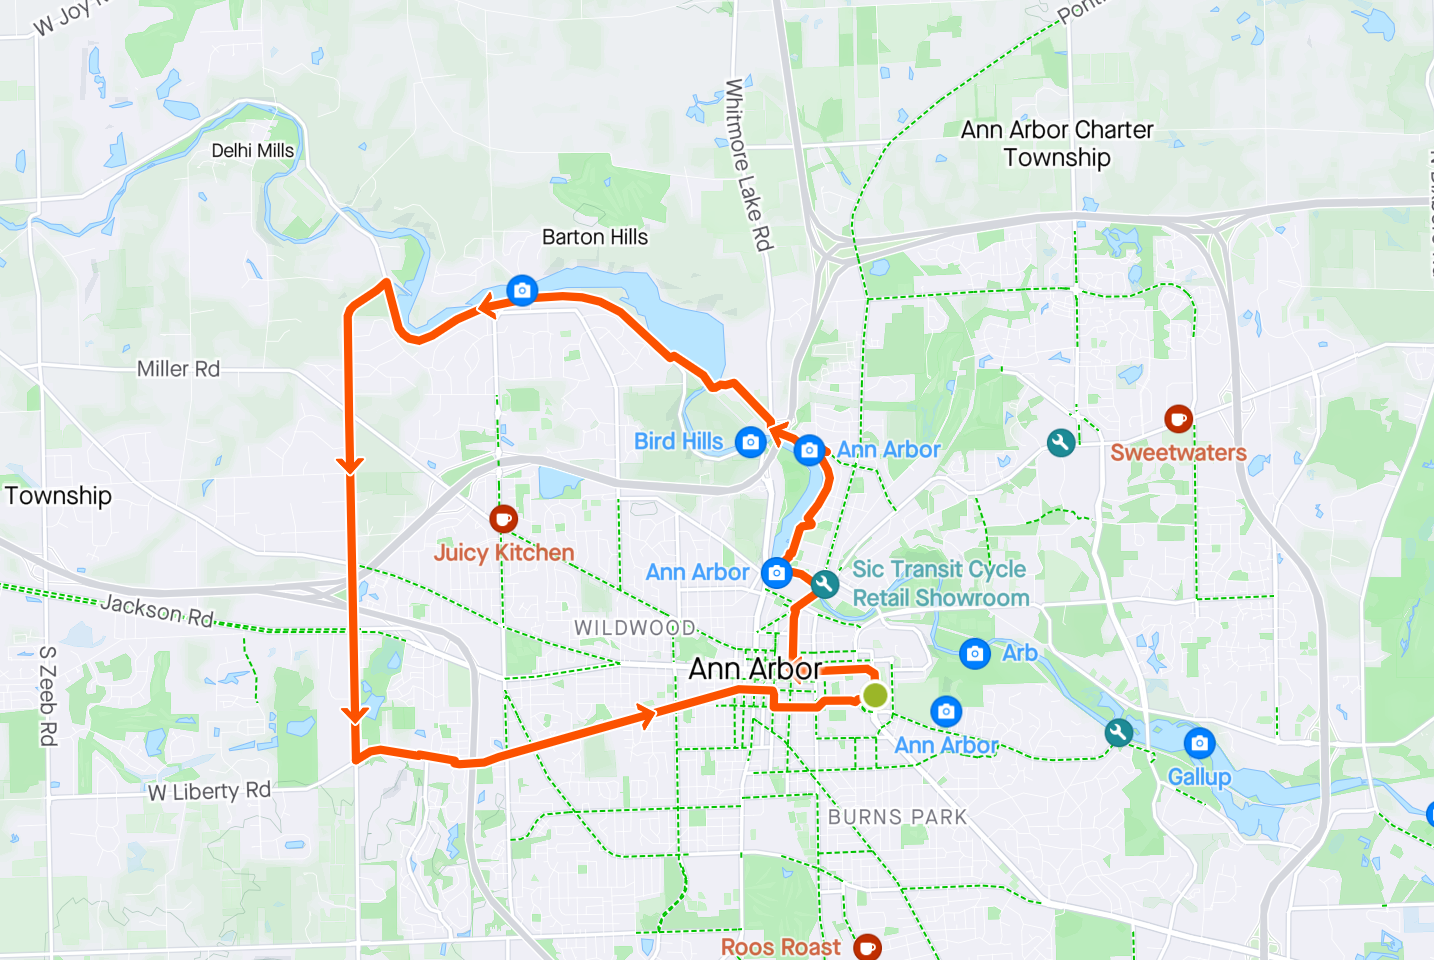 W Joy R
Ponti
Whitmore Lake Rd
Ann Arbor Charter
Township
Delhi Mills
Barton Hills
Miller Rd
Bird Hills
Ann Arbor
Sweetwaters
Township
Juicy Kitchen
Ann Arbor
Sic Transit Cycle
Retail Showroom
Jackson Rd
WILDWOOD
Arb
Ann Arbor
S Zeeb Rd
Ann Arbor
Gallup
W Liberty Rd
BURNS PARK
Roos Roast